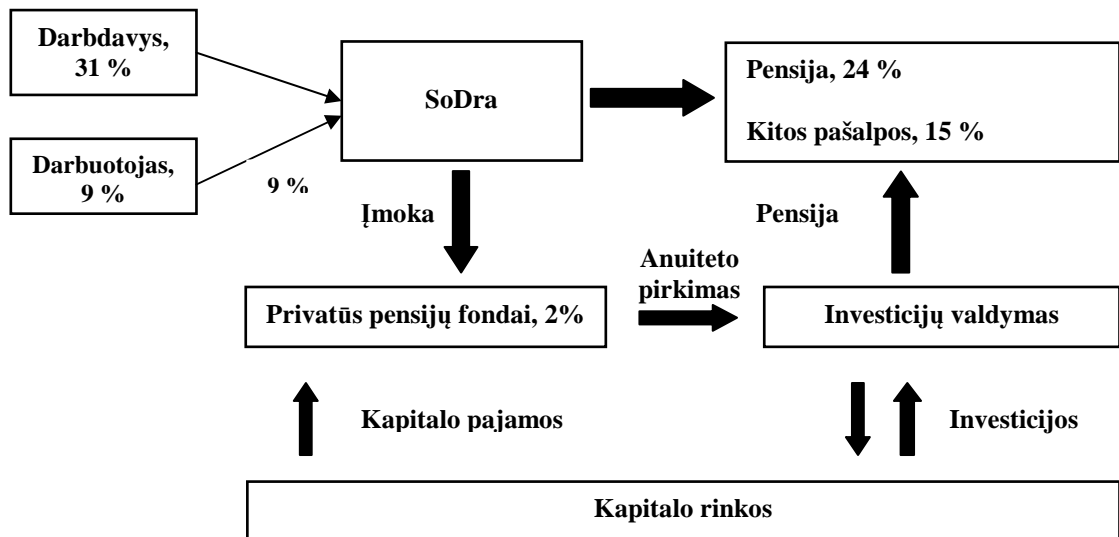 Darbdavys,
31 %
SoDra
Pensija, 24 %
Kitos pašalpos, 15 %
Darbuotojas,
9 %
9 %
Įmoka
Pensija
Anuiteto
pirkimas
Privatūs pensijų fondai, 2%
Investicijų valdymas
Kapitalo pajamos
Investicijos
Kapitalo rinkos